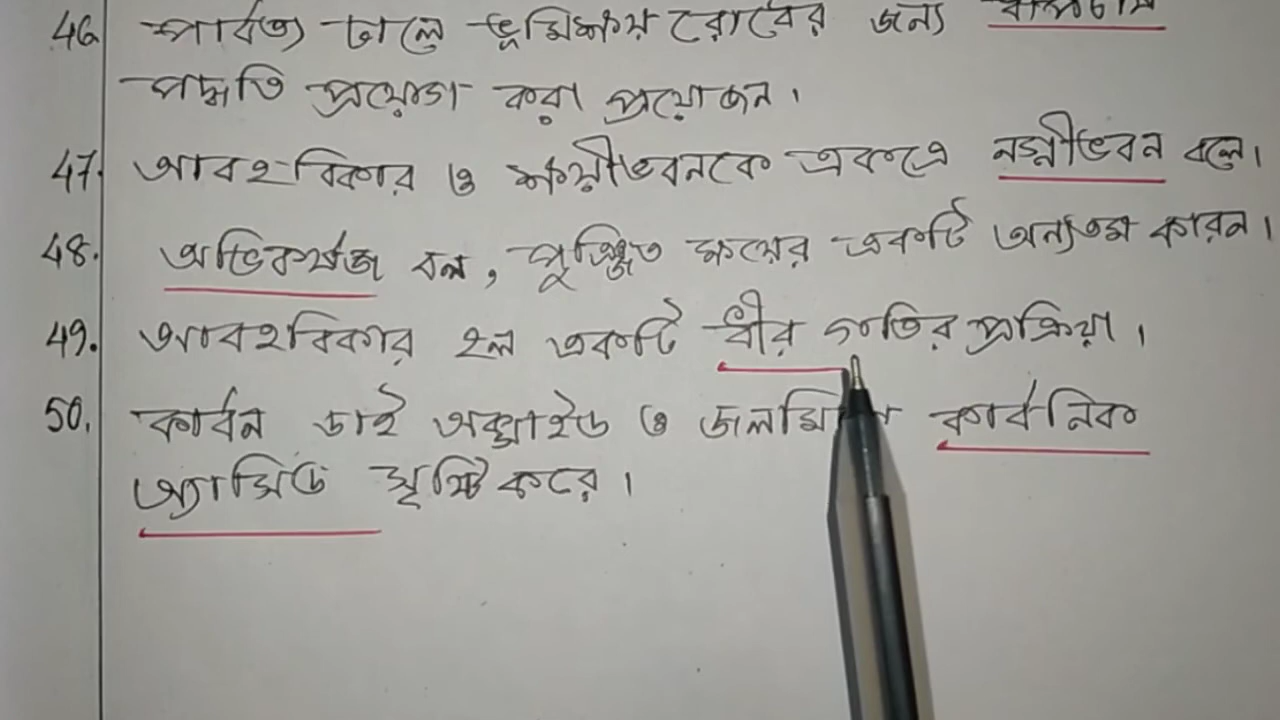 46. পার্বত্য ঢালে ভূমিক্ষয় রোধের জন্য ধাপচাষ
পদ্ধতি প্রয়োগ করা প্রয়োজন।
47. আবহবিকার ও ক্ষয়ীভবনকে একত্রে নগ্নীভবন বলে।
48. অভিকর্ষজ বল, পুঞ্জিত ক্ষয়ের একটি অন্যতম কারন।
49. আবহবিকার হল একটি ধীর গতির প্রক্রিয়া।
50. কার্বন ডাই অক্সাইড ও জলমিশে কার্বনিক
অ্যাসিড সৃষ্টি করে।